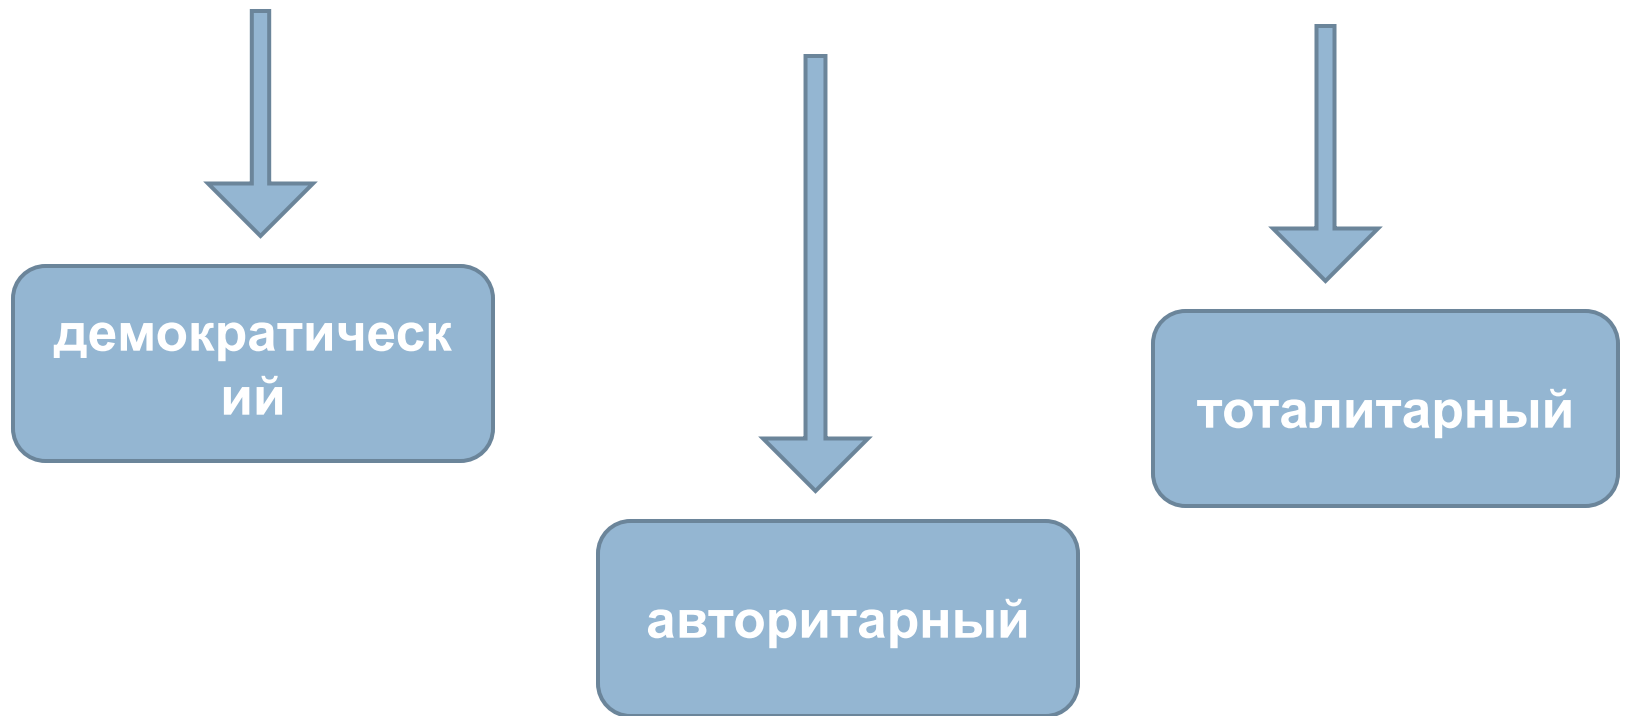 демократическ
ий
тоталитарный
авторитарный